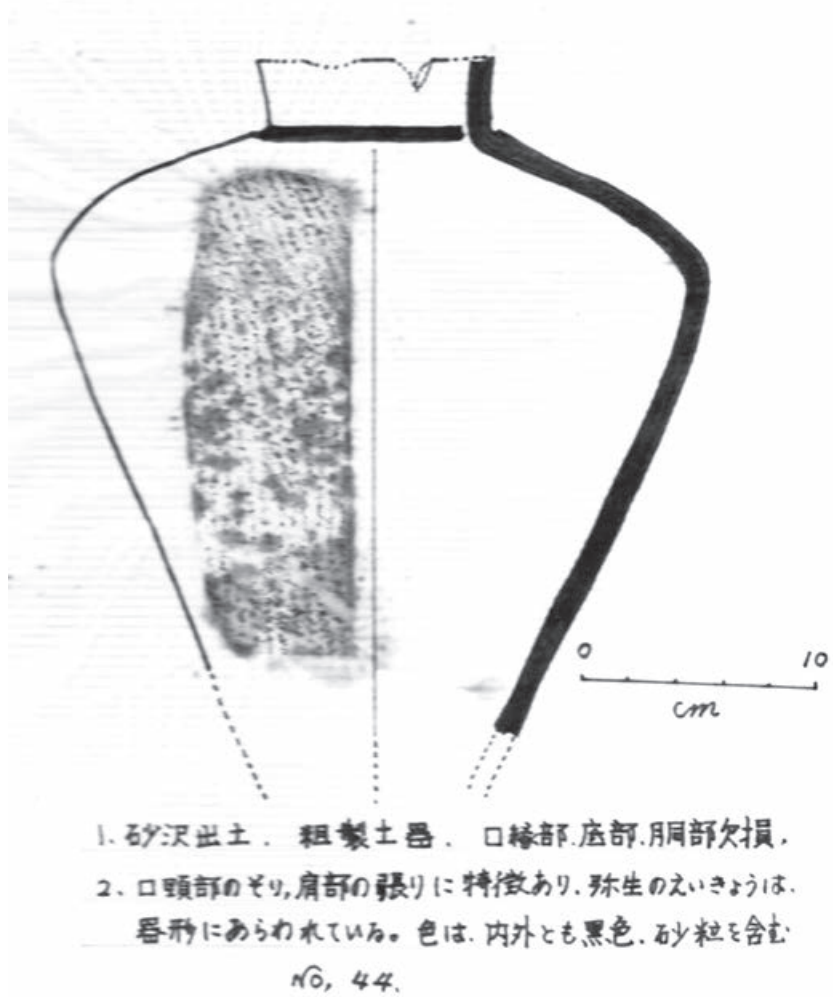 0 10
cm
1. 砂沢出土. 粗製土器. 口縁部.底部.胴部欠損.
2. 口頸部のそり,肩部の張りに特徴あり. 弥生のえいきょうは.
器形にあらわれている。色は. 内外とも黒色. 砂粒を含む
NO, 44.